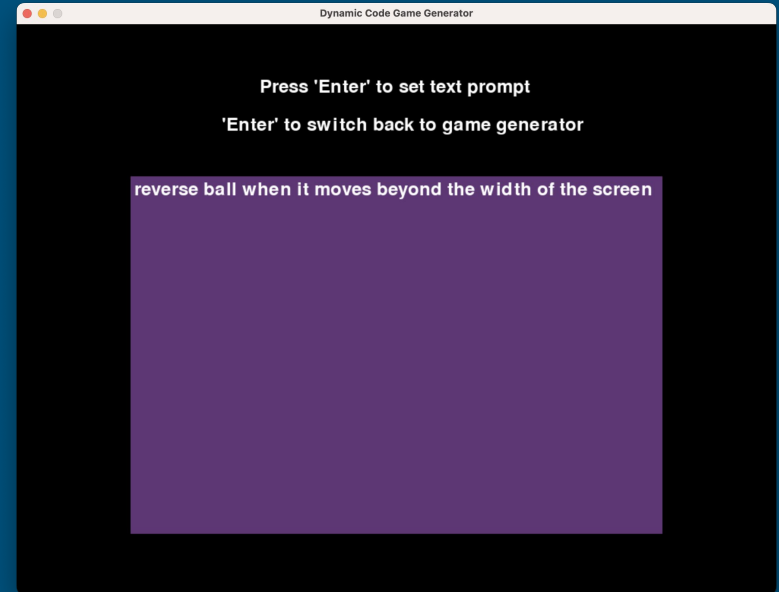 Dynamic Code Game Generator
Press 'Enter' to set text prompt
'Enter' to switch back to game generator
reverse ball when it moves beyond the width of the screen